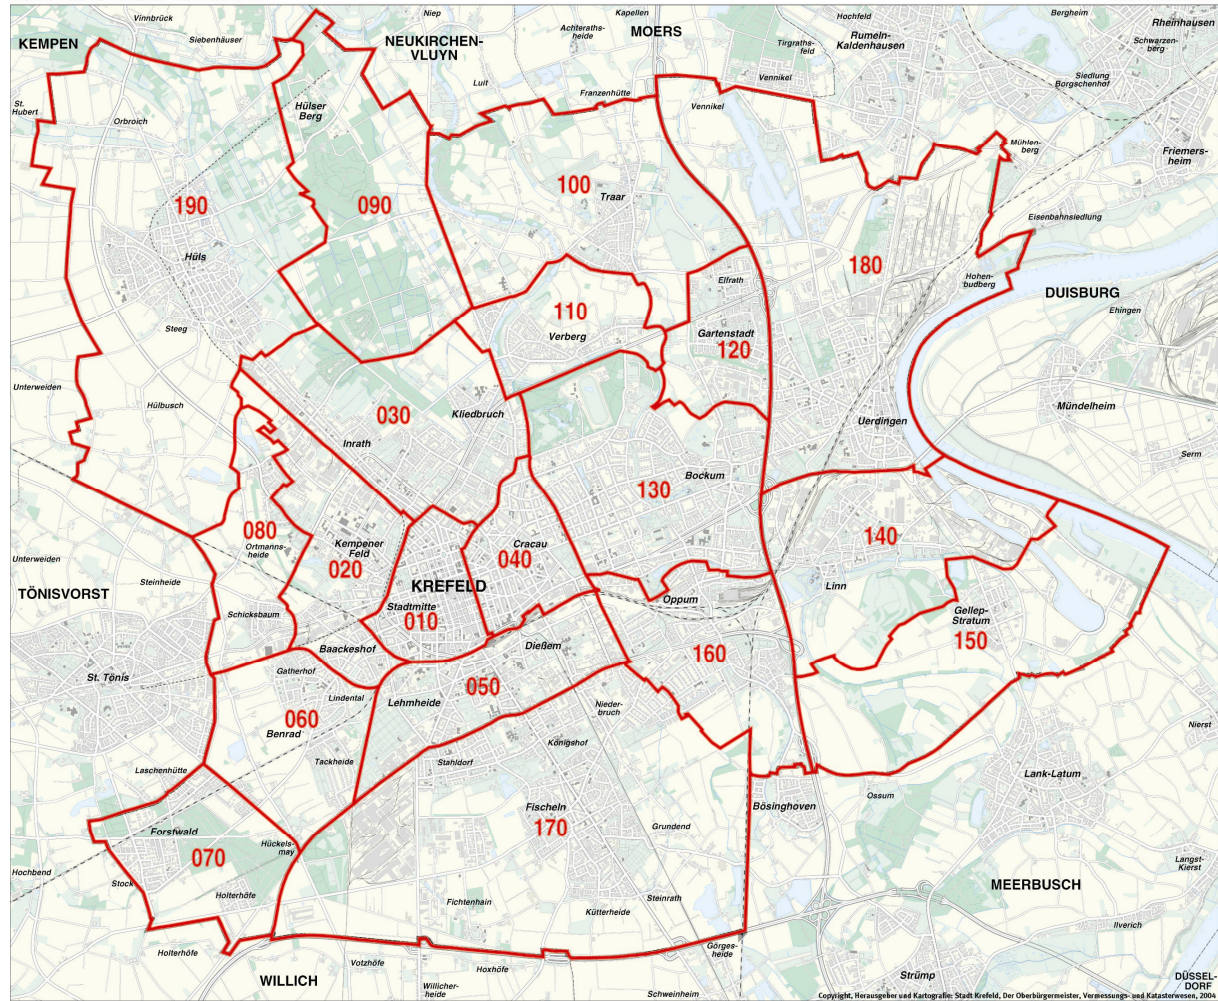 Vinnbrück
Niep
Kapellen
Bergheim
Hochfeld
Rheinhausen
KEMPEN
Siebenhäuser
NEUKIRCHEN-
VLUYN
Achteraths-
heide
MOERS
Tirgraths-
feld
Rumeln-
Kaldenhausen
Schwarzen-
berg
St.
Hubert
Orbroich
Hülser
Berg
Luit
Franzenhütte
Vennikel
Vennikel
Siedlung
Borgschenhof
Mühlen-
berg
Friemers-
heim
190
090
100
Traar
Eisenbahnsiedlung
Hüls
180
Elfrath
Hohen-
budberg
DUISBURG
Ehingen
Steeg
110
Verberg
Gartenstadt
120
Unterweiden
Hülbusch
030
Kliedbruch
Mündelheim
Inrath
Uerdingen
Serm
Bockum
130
080
Ortmanns-
heide
Kempener
Feld
020
Cracau
040
140
Unterweiden
Steinheide
TÖNISVORST
KREFELD
Linn
Oppum
Schicksbaum
Stadtmitte
010
Gellep-
Stratum
150
Baackeshof
Dießem
160
St. Tönis
Gatherhof
Lindental
050
Lehmheide
Nieder-
bruch
060
Benrad
Nierst
Königshof
Laschenhütte
Tackheide
Stahldorf
Lank-Latum
Ossum
Bösinghoven
Fischeln
170
Grundend
Forstwald
070
Hückels-
may
Hochbend
Stock
Holterhöfe
Langst-
Kierst
MEERBUSCH
Fichtenhain
Steinrath
Kütterheide
Ilverich
Holterhöfe
Görges-
heide
Votzhöfe
Hoxhöfe
WILLICH
Willicher-
heide
Schweinheim
Strümp
DÜSSEL-
DORF
Copyright, Herausgeber und Kartografie: Stadt Krefeld, Der Oberbürgermeister, Vermessungs- und Katasterwesen, 2004